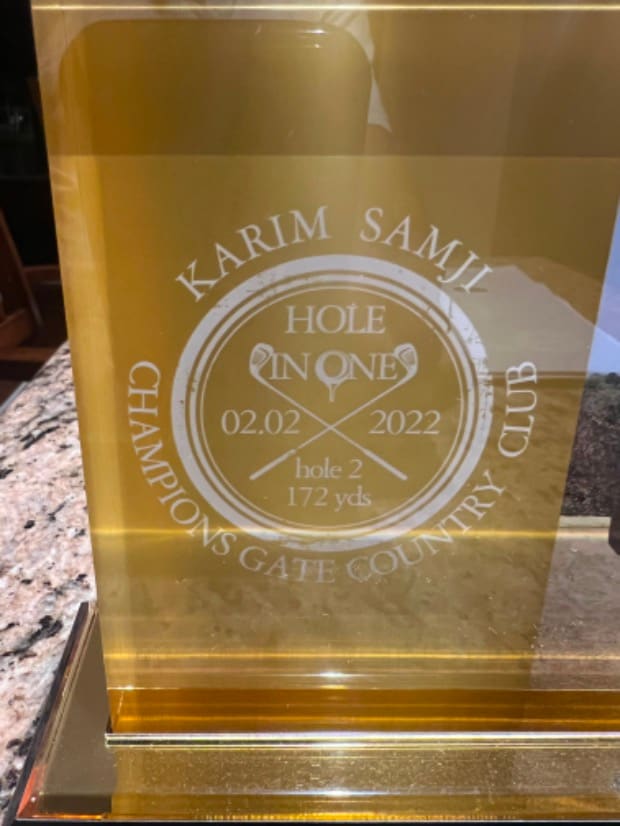 KARIM SAMJI
HOLE
IN ONE
02.02 2022
hole 2
172 yds
CHAMPIONS GATE COUNTRY CLUB